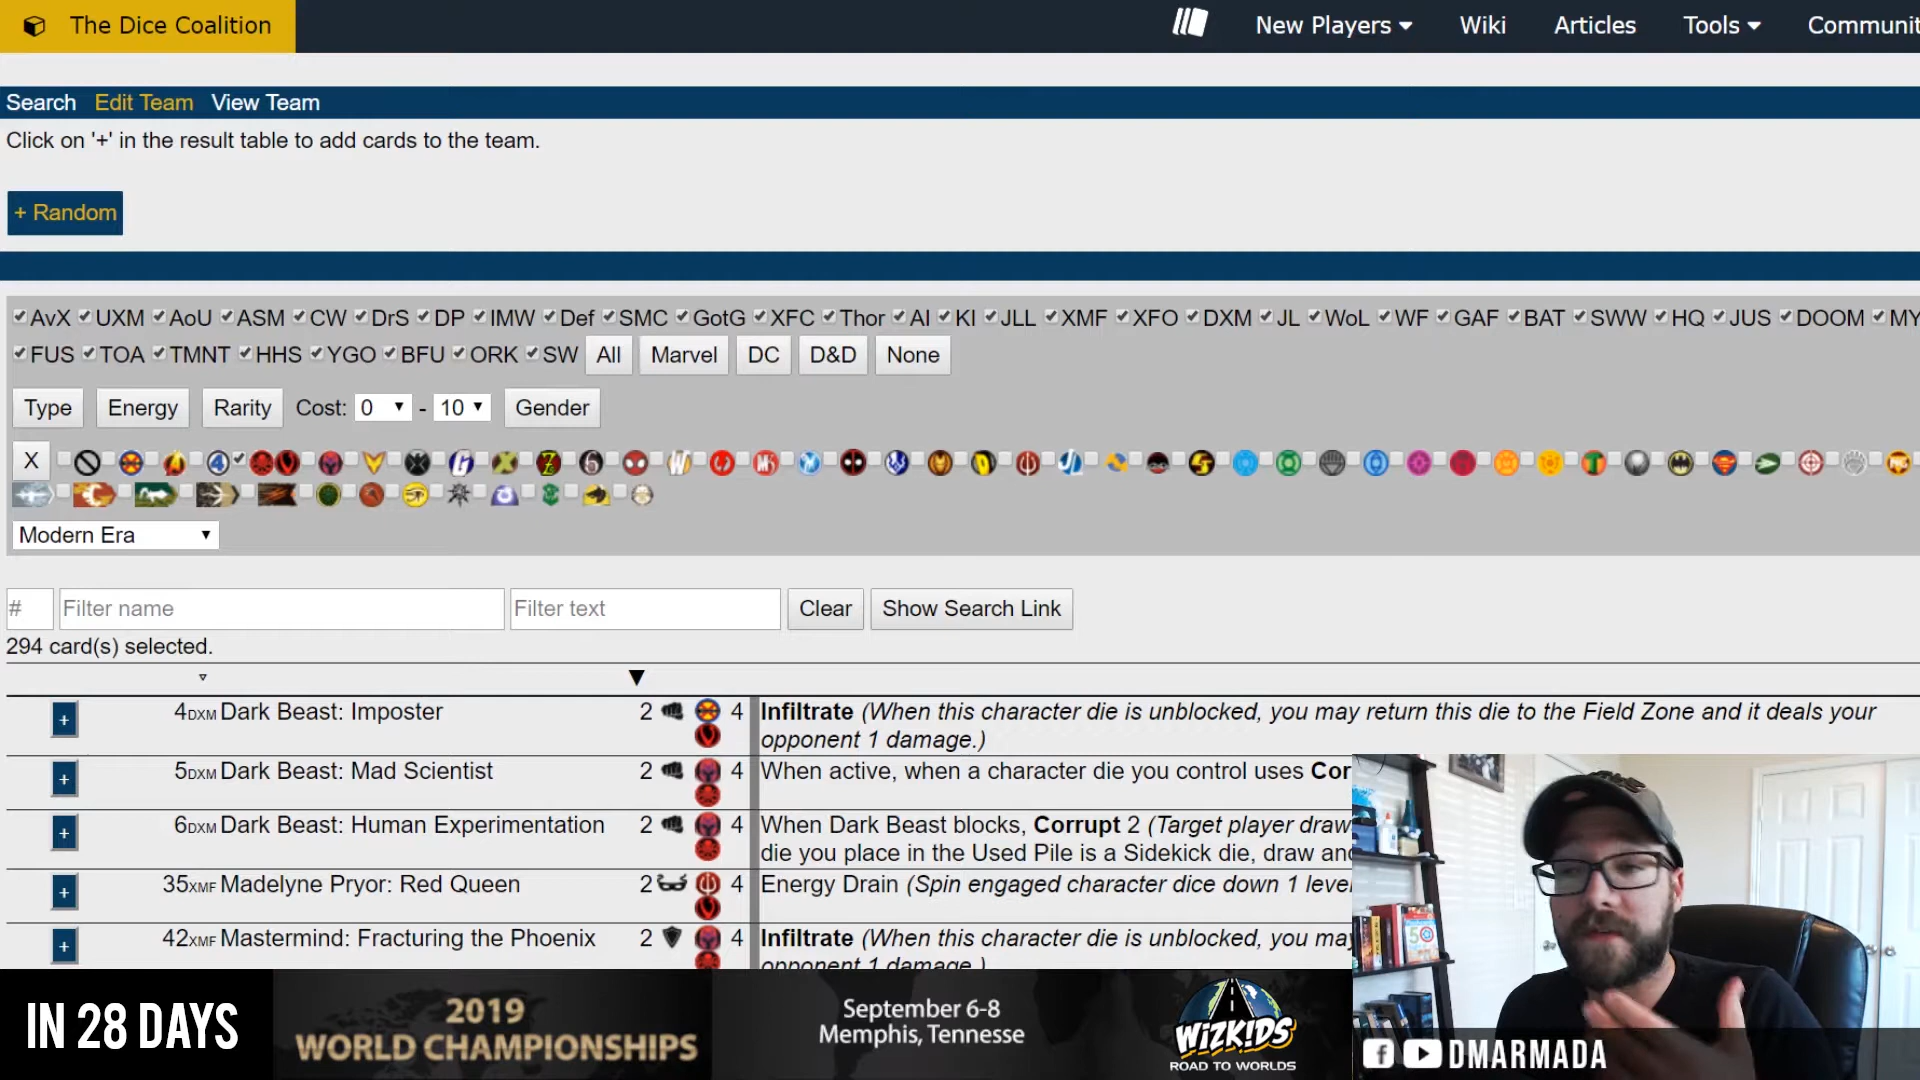 The Dice Coalition
New Players Wiki Articles Tools Communit
Search Edit Team View Team
Click on '+' in the result table to add cards to the team.
+ Random
AvX UXM AoU ASM CW DrS DP IMW Def SMC GotG XFC Thor AI KI JLL XMF XFO DXM JL WoL WF GAF BAT SWW HQ JUS DOOM MY
FUS TOA TMNT HHS YGO BFU ORK SW All Marvel DC D&D None
Type Energy Rarity Cost: 0 - 10 Gender
X
Modern Era
# Filter name Filter text Clear Show Search Link
294 card(s) selected.
+ 4DXM Dark Beast: Imposter 2 4 Infiltrate (When this character die is unblocked, you may return this die to the Field Zone and it deals your
opponent 1 damage.)
+ 5DXM Dark Beast: Mad Scientist 2 4 When active, when a character die you control uses Cor
+ 6DXM Dark Beast: Human Experimentation 2 4 When Dark Beast blocks, Corrupt 2 (Target player draw
die you place in the Used Pile is a Sidekick die, draw and
+ 35XMF Madelyne Pryor: Red Queen 2 4 Energy Drain (Spin engaged character dice down 1 level
+ 42XMF Mastermind: Fracturing the Phoenix 2 4 Infiltrate (When this character die is unblocked, you may
opponent 1 damage.)
IN 28 DAYS
2019
WORLD CHAMPIONSHIPS
September 6-8
Memphis, Tennessee
WIZKIDS
ROAD TO WORLDS
DMARMADA